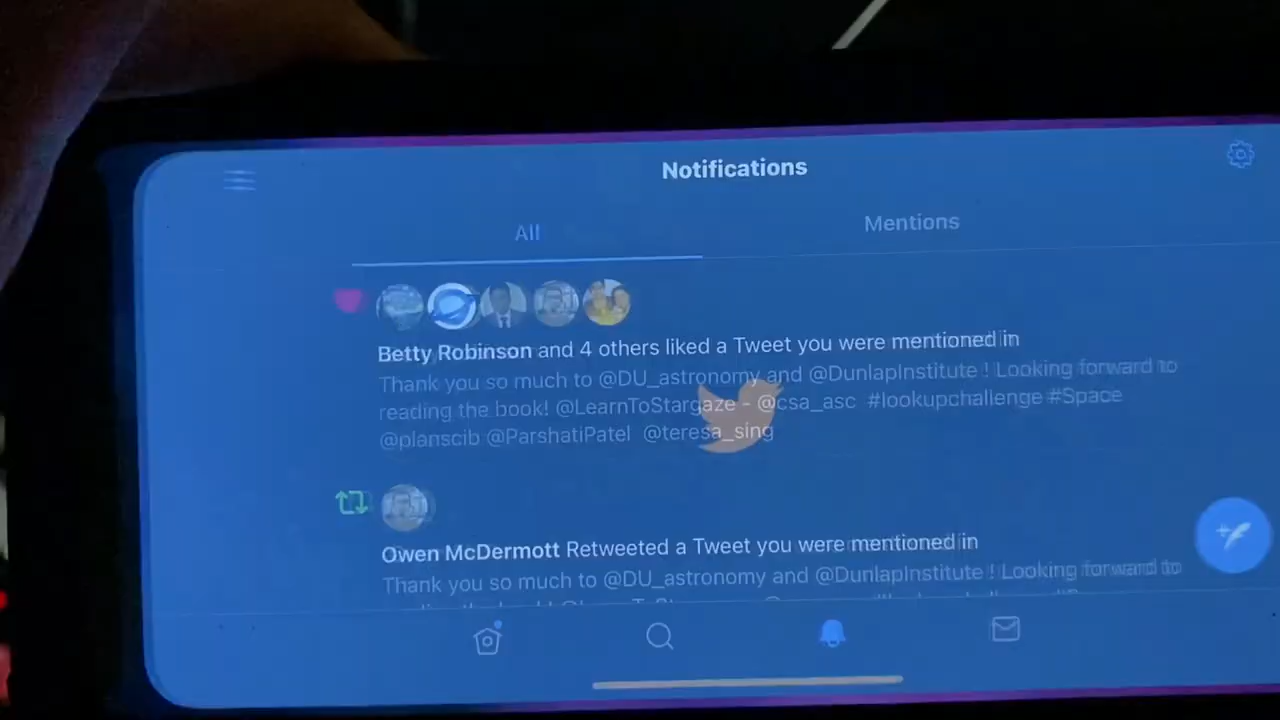 Notifications
All
Mentions
Betty Robinson and 4 others liked a Tweet you were mentioned in
Thank you so much to @DU_astronomy and @DunlapInstitute ! Looking forward to
reading the book! @LearnToStargaze - @csa_asc #lookupchallenge #Space
@planscib @ParshatiPatel @teresa_sing
Owen McDermott Retweeted a Tweet you were mentioned in
Thank you so much to @DU_astronomy and @DunlapInstitute ! Looking forward to